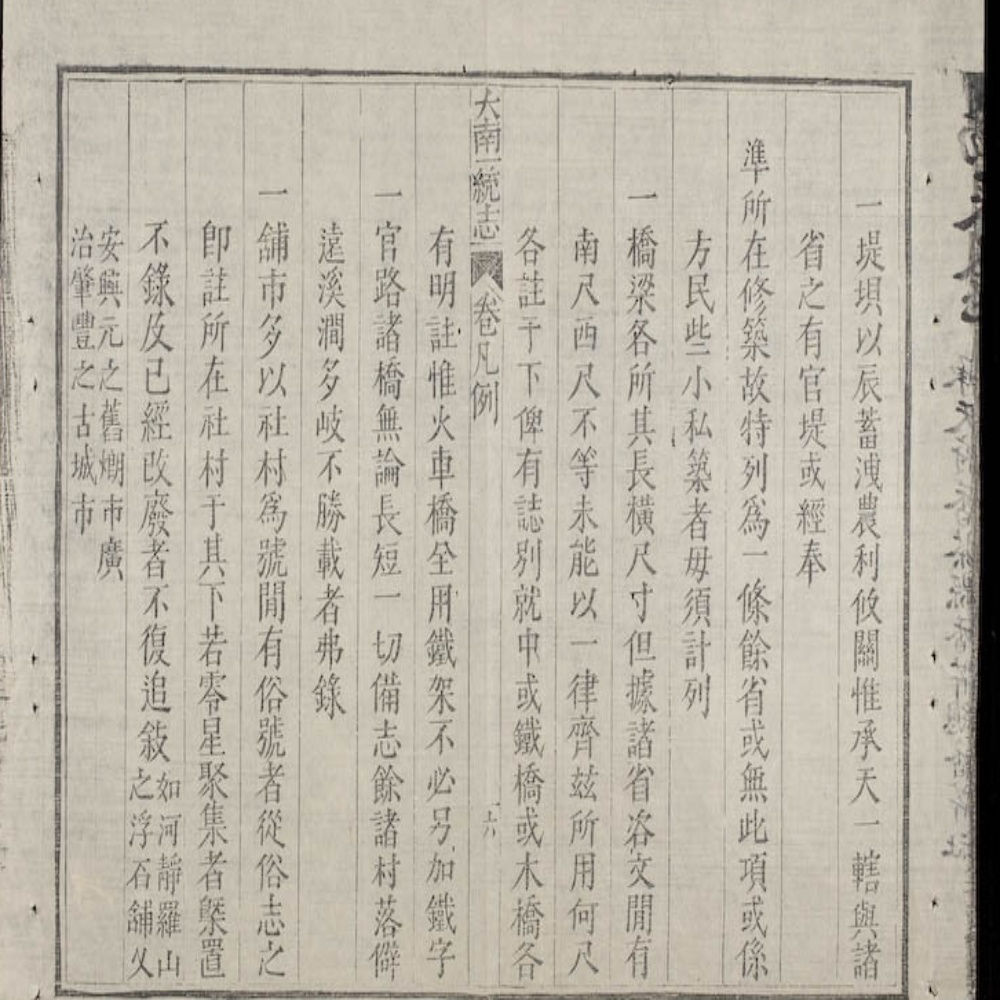 一堤埧以辰蓄洩農利攸關惟承天一轄與諸
省之有官堤或經奉
準所在修築故特列爲一條餘省或無此項或係
方民些小私築者毋須計列
一橋梁各所其長橫尺寸但據諸省咨文間有
南尺西尺不等未能以一律齊玆所用何尺
各註于下俾有誌別就中或鐵橋或木橋各
大南一統志 卷凡例 十六
有明註惟火車橋全用鐵架不必另加鐵字
一官路諸橋無論長短一切備志餘諸村落僻
遠溪澗多岐不勝載者弗錄
一舖市多以社村爲號間有俗號者從俗志之
卽註所在社村于其下若零星聚集者槩置
不錄及已經改廢者不復追敍如河靜羅山
之浮石舖乂
安興元之舊𢄂市廣
治肇豐之古城市